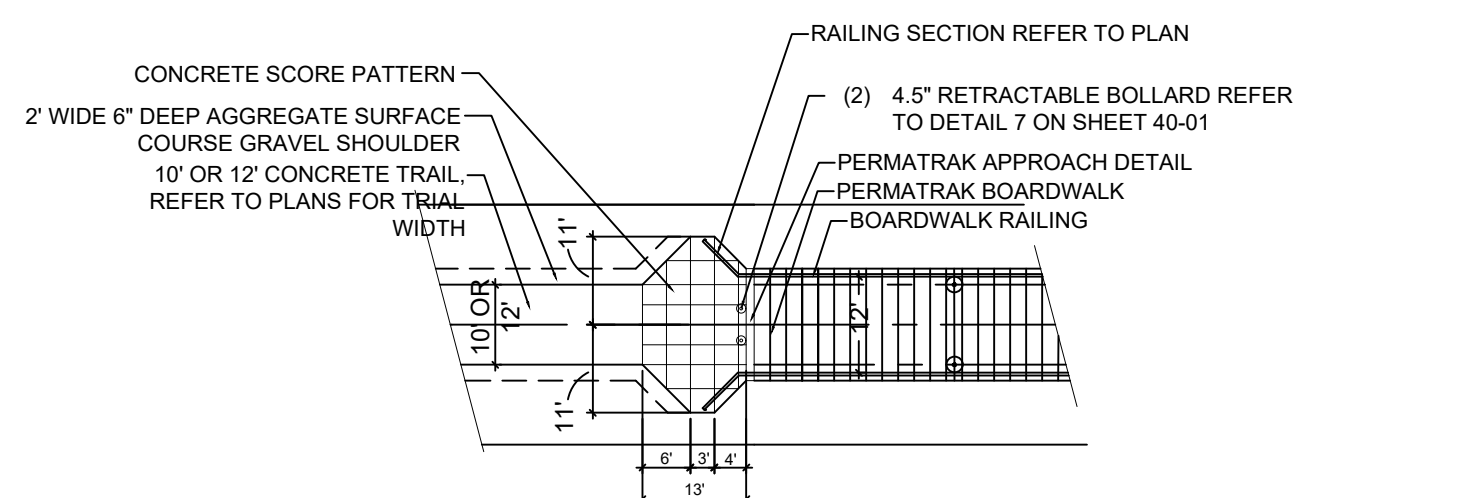 RAILING SECTION REFER TO PLAN
CONCRETE SCORE PATTERN
(2) 4.5" RETRACTABLE BOLLARD REFER
TO DETAIL 7 ON SHEET 40-01
2' WIDE 6" DEEP AGGREGATE SURFACE
COURSE GRAVEL SHOULDER
10' OR 12' CONCRETE TRAIL,
REFER TO PLANS FOR TRIAL
WIDTH
PERMATRAK APPROACH DETAIL
PERMATRAK BOARDWALK
BOARDWALK RAILING
11'
10' OR
12'
12'
11'
6'
3'
4'
13'